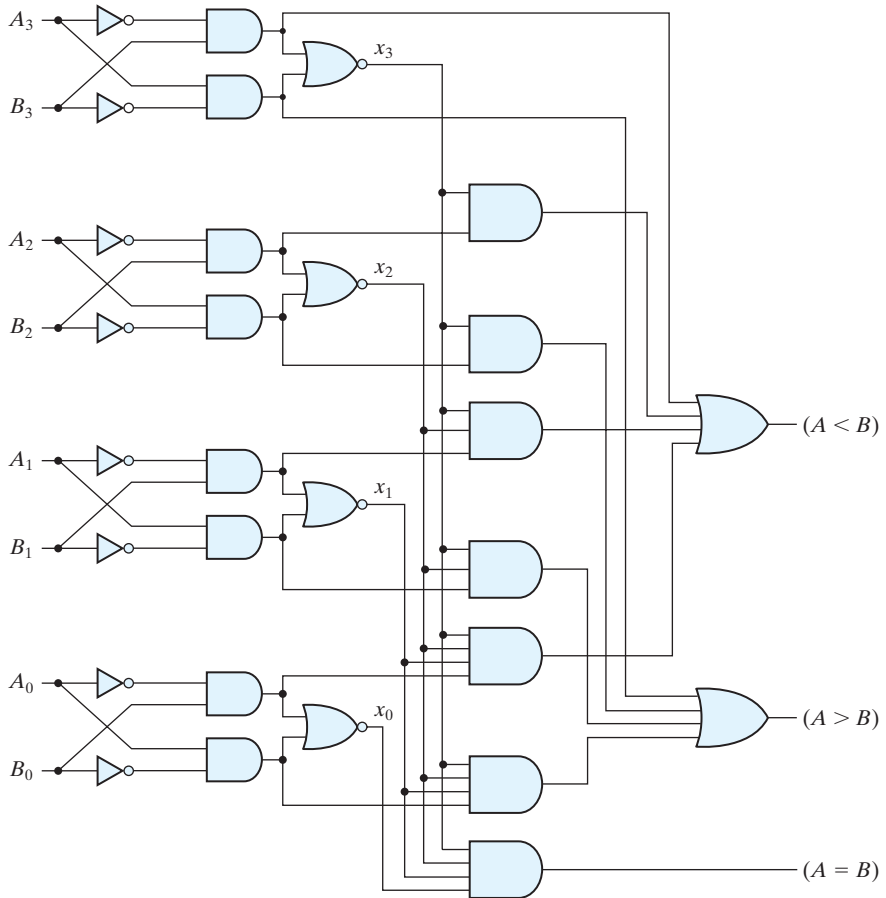 A₃
x₃
B₃
A₂
x₂
B₂
(A < B)
A₁
x₁
B₁
A₀
x₀
(A > B)
B₀
(A = B)